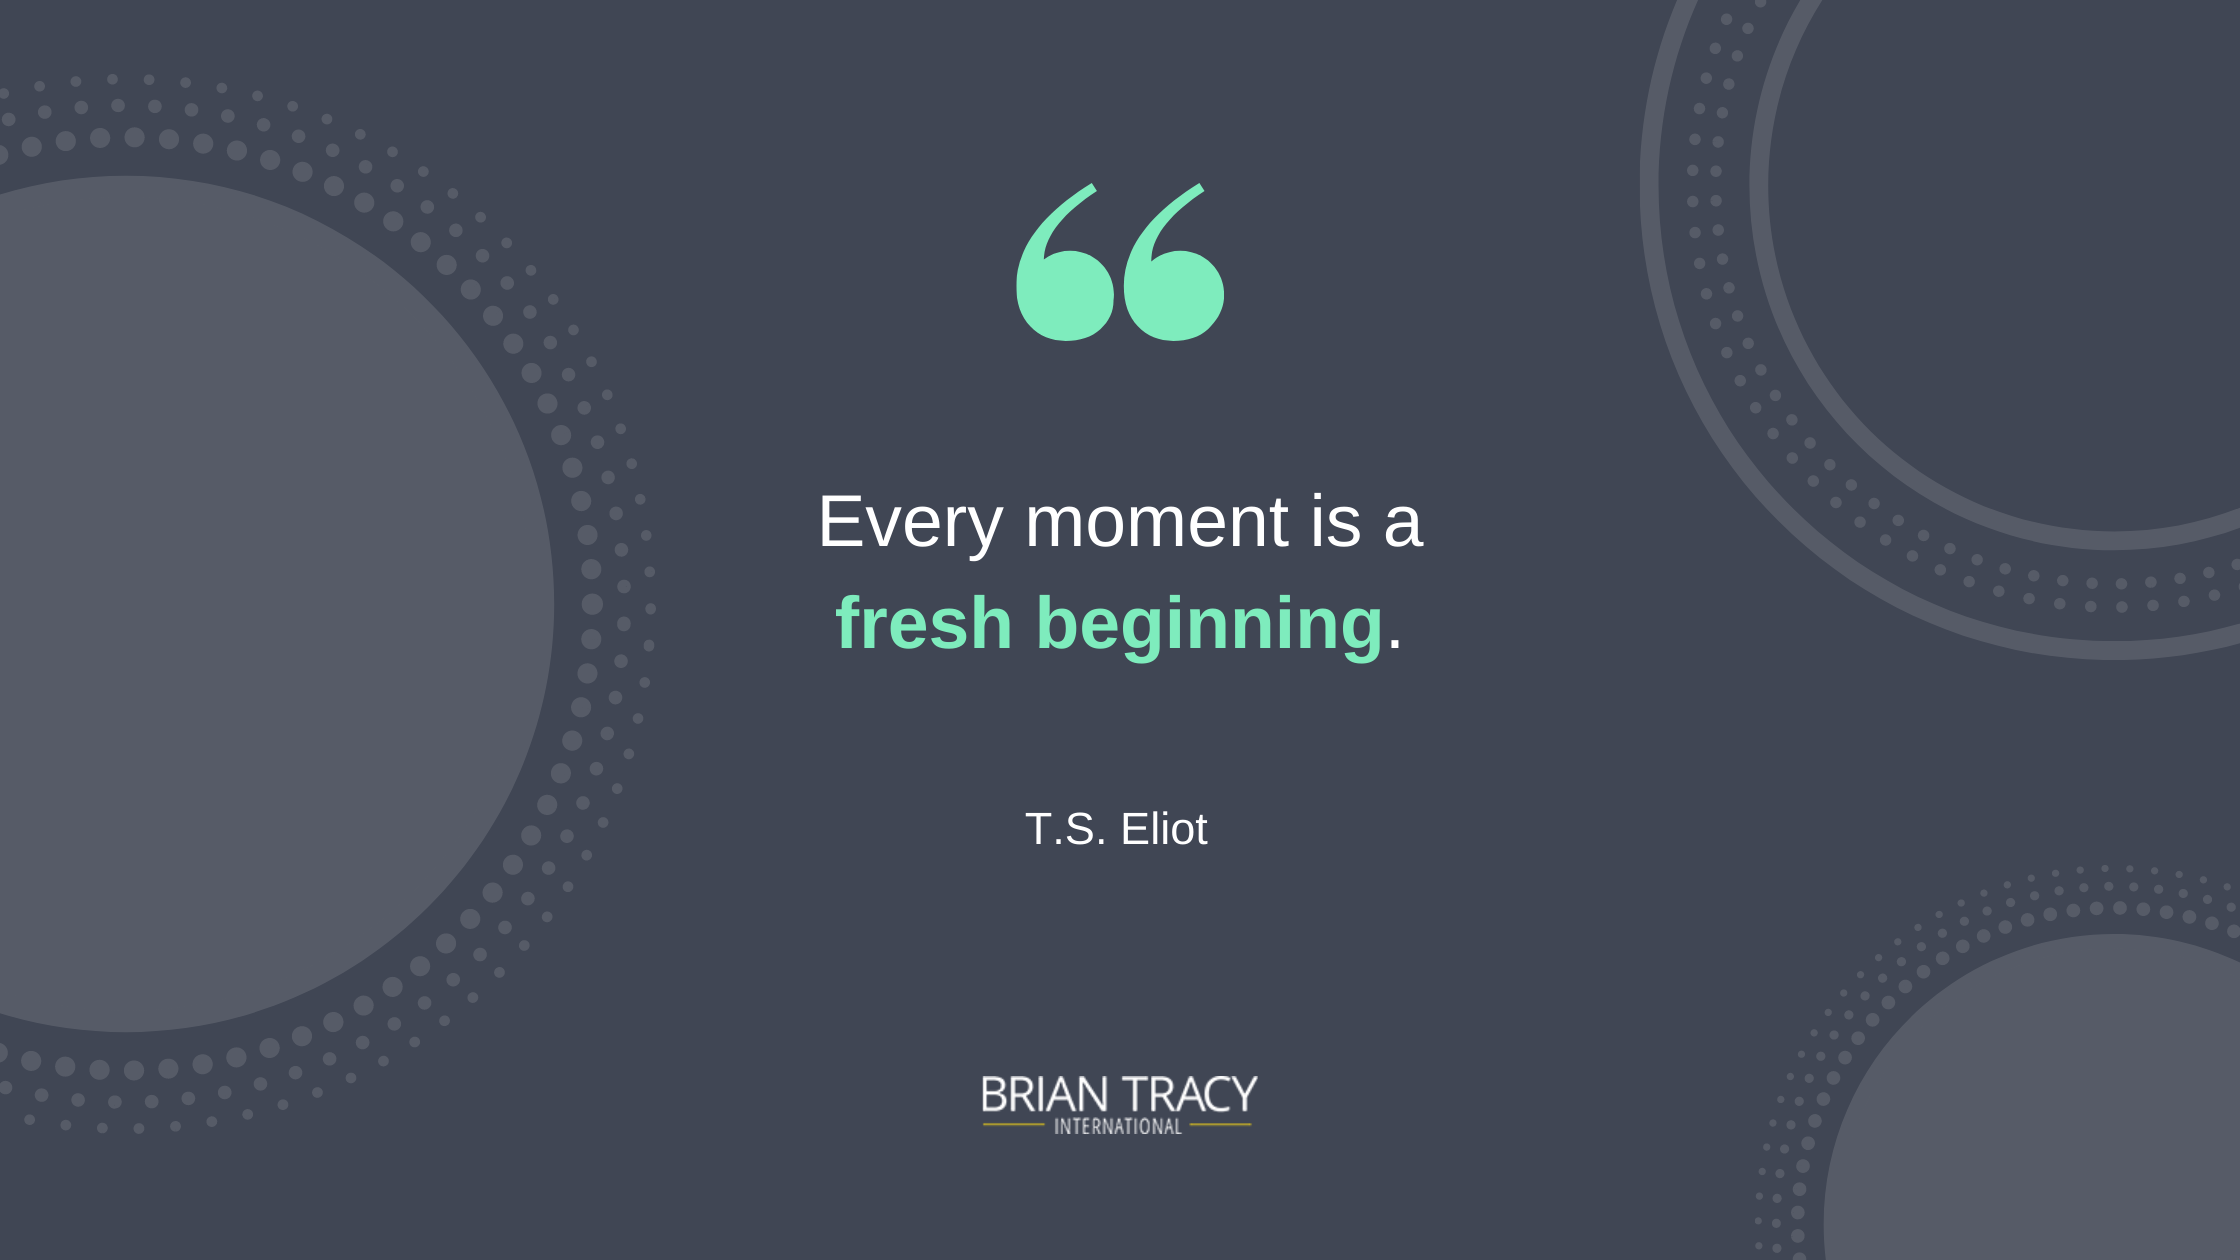 Every moment is a
fresh beginning.
T.S. Eliot
BRIAN TRACY
INTERNATIONAL